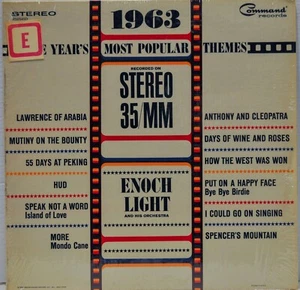 STEREO
1963
Command
records
E
YEAR'S
MOST POPULAR
THEMES
RECORDED ON
STEREO
35/MM
LAWRENCE OF ARABIA
MUTINY ON THE BOUNTY
55 DAYS AT PEKING
HUD
SPEAK NOT A WORD
Island of Love
MORE
Mondo Cane
ENOCH
LIGHT
AND HIS ORCHESTRA
ANTHONY AND CLEOPATRA
DAYS OF WINE AND ROSES
HOW THE WEST WAS WON
PUT ON A HAPPY FACE
Bye Bye Birdie
I COULD GO ON SINGING
SPENCER'S MOUNTAIN